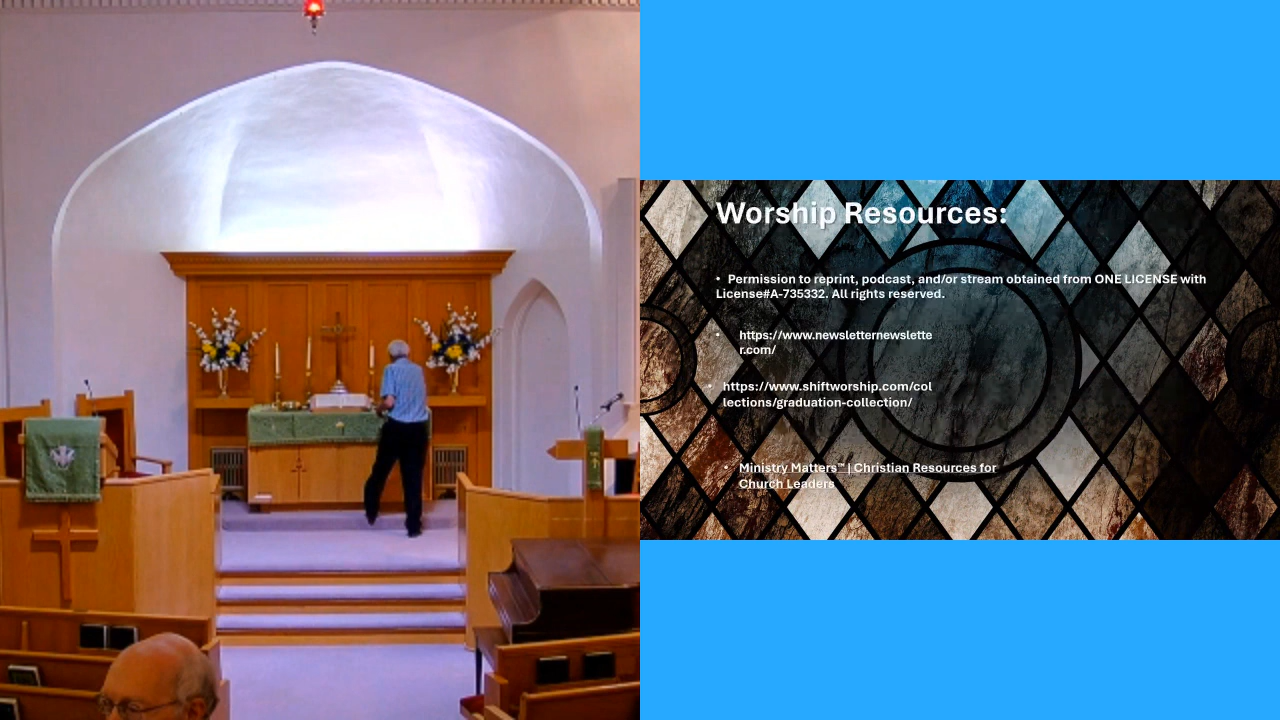 Worship Resources:
• Permission to reprint, podcast, and/or stream obtained from ONE LICENSE with
License#A-735332. All rights reserved.
• https://www.newsletternewslette
r.com/
• https://www.shiftworship.com/col
lections/graduation-collection/
• Ministry Matters™ | Christian Resources for
Church Leaders